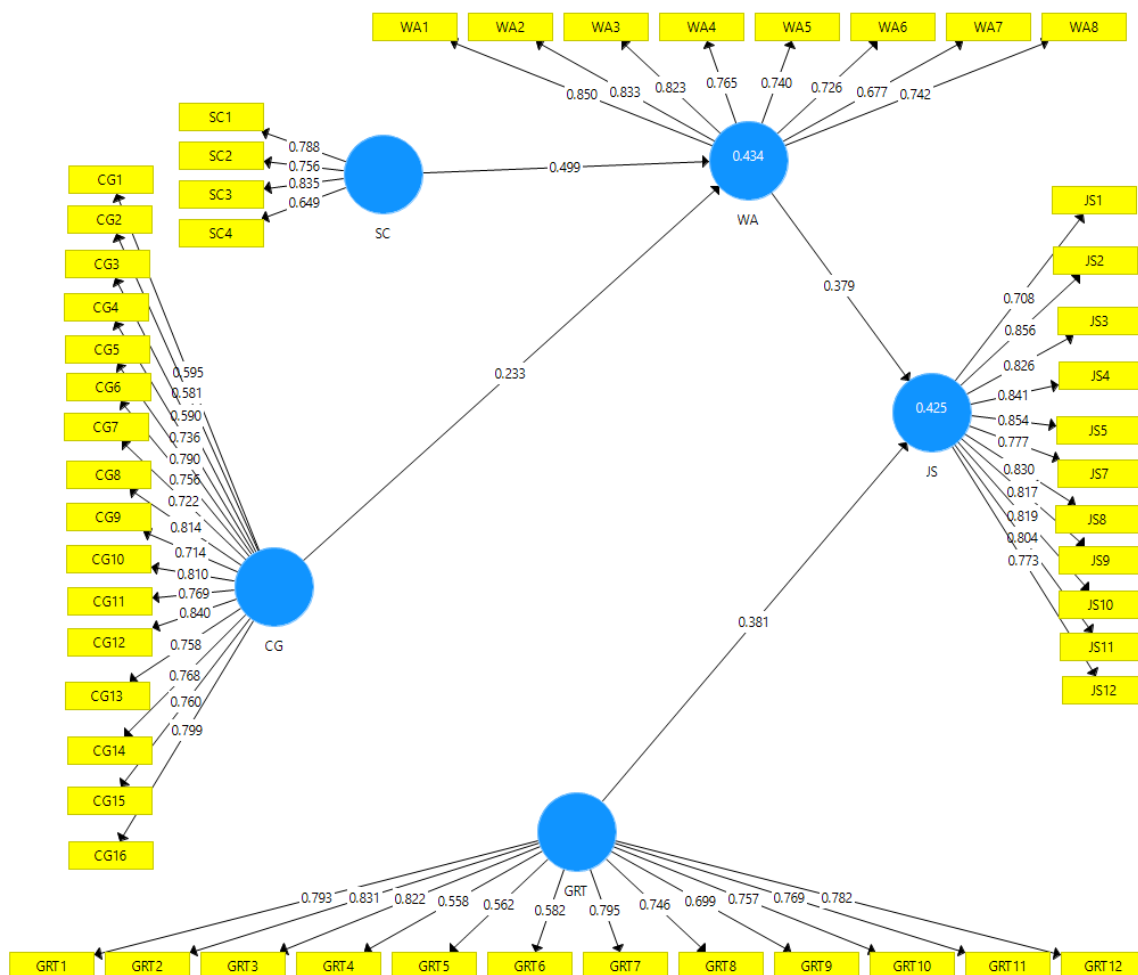 WA1 WA2 WA3 WA4 WA5 WA6 WA7 WA8
0.850 0.833 0.823 0.765 0.740 0.726 0.677 0.742
SC1
SC2
SC3
SC4
0.788
0.756
0.835
0.649
SC
0.499
0.434
WA
CG1
CG2
CG3
CG4
CG5
CG6
CG7
CG8
CG9
CG10
CG11
CG12
CG13
CG14
CG15
CG16
0.595
0.581
0.590
0.736
0.790
0.756
0.722
0.814
0.714
0.810
0.769
0.840
0.758
0.768
0.760
0.799
CG
0.233
0.379
0.425
JS
JS1
JS2
JS3
JS4
JS5
JS7
JS8
JS9
JS10
JS11
JS12
0.708
0.856
0.826
0.841
0.854
0.777
0.830
0.817
0.819
0.804
0.773
0.381
GRT
0.793 0.831 0.822 0.558 0.562 0.582 0.795 0.746 0.699 0.757 0.769 0.782
GRT1 GRT2 GRT3 GRT4 GRT5 GRT6 GRT7 GRT8 GRT9 GRT10 GRT11 GRT12